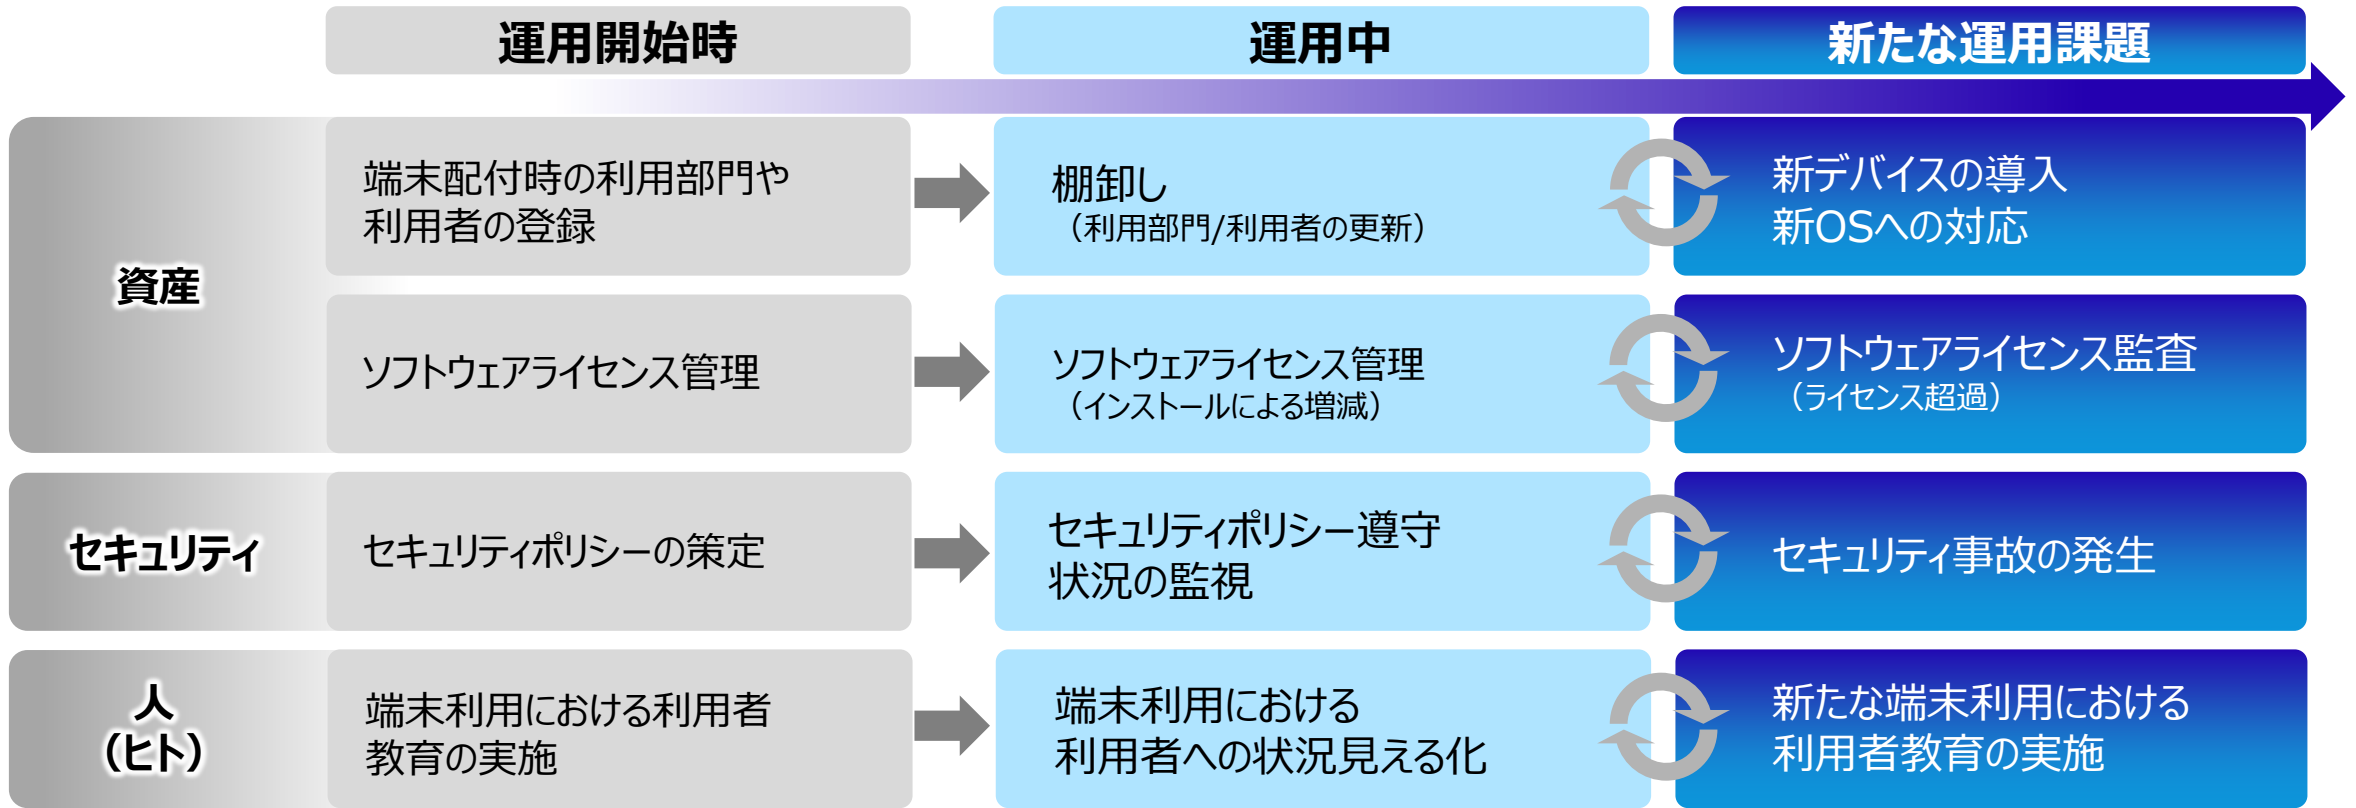 運用開始時
運用中
新たな運用課題
資産
端末配付時の利用部門や
利用者の登録
棚卸し
（利用部門/利用者の更新）
新デバイスの導入
新OSへの対応
ソフトウェアライセンス管理
ソフトウェアライセンス管理
（インストールによる増減）
ソフトウェアライセンス監査
（ライセンス超過）
セキュリティ
セキュリティポリシーの策定
セキュリティポリシー遵守
状況の監視
セキュリティ事故の発生
人
（ヒト）
端末利用における利用者
教育の実施
端末利用における
利用者への状況見える化
新たな端末利用における
利用者教育の実施